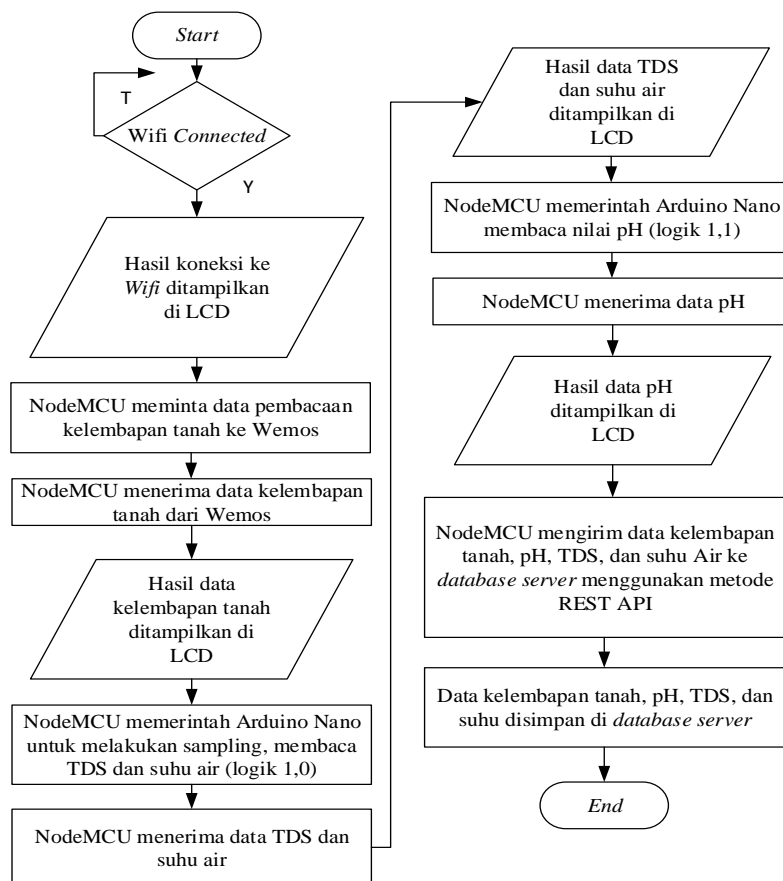 Start
T
Wifi Connected
Y
Hasil koneksi ke
Wifi ditampilkan
di LCD
NodeMCU meminta data pembacaan
kelembapan tanah ke Wemos
NodeMCU menerima data kelembapan
tanah dari Wemos
Hasil data
kelembapan tanah
ditampilkan di
LCD
NodeMCU memerintah Arduino Nano
untuk melakukan sampling, membaca
TDS dan suhu air (logik 1,0)
NodeMCU menerima data TDS dan
suhu air
Hasil data TDS
dan suhu air
ditampilkan di
LCD
NodeMCU memerintah Arduino Nano
membaca nilai pH (logik 1,1)
NodeMCU menerima data pH
Hasil data pH
ditampilkan di
LCD
NodeMCU mengirim data kelembapan
tanah, pH, TDS, dan suhu Air ke
database server menggunakan metode
REST API
Data kelembapan tanah, pH, TDS, dan
suhu disimpan di database server
End